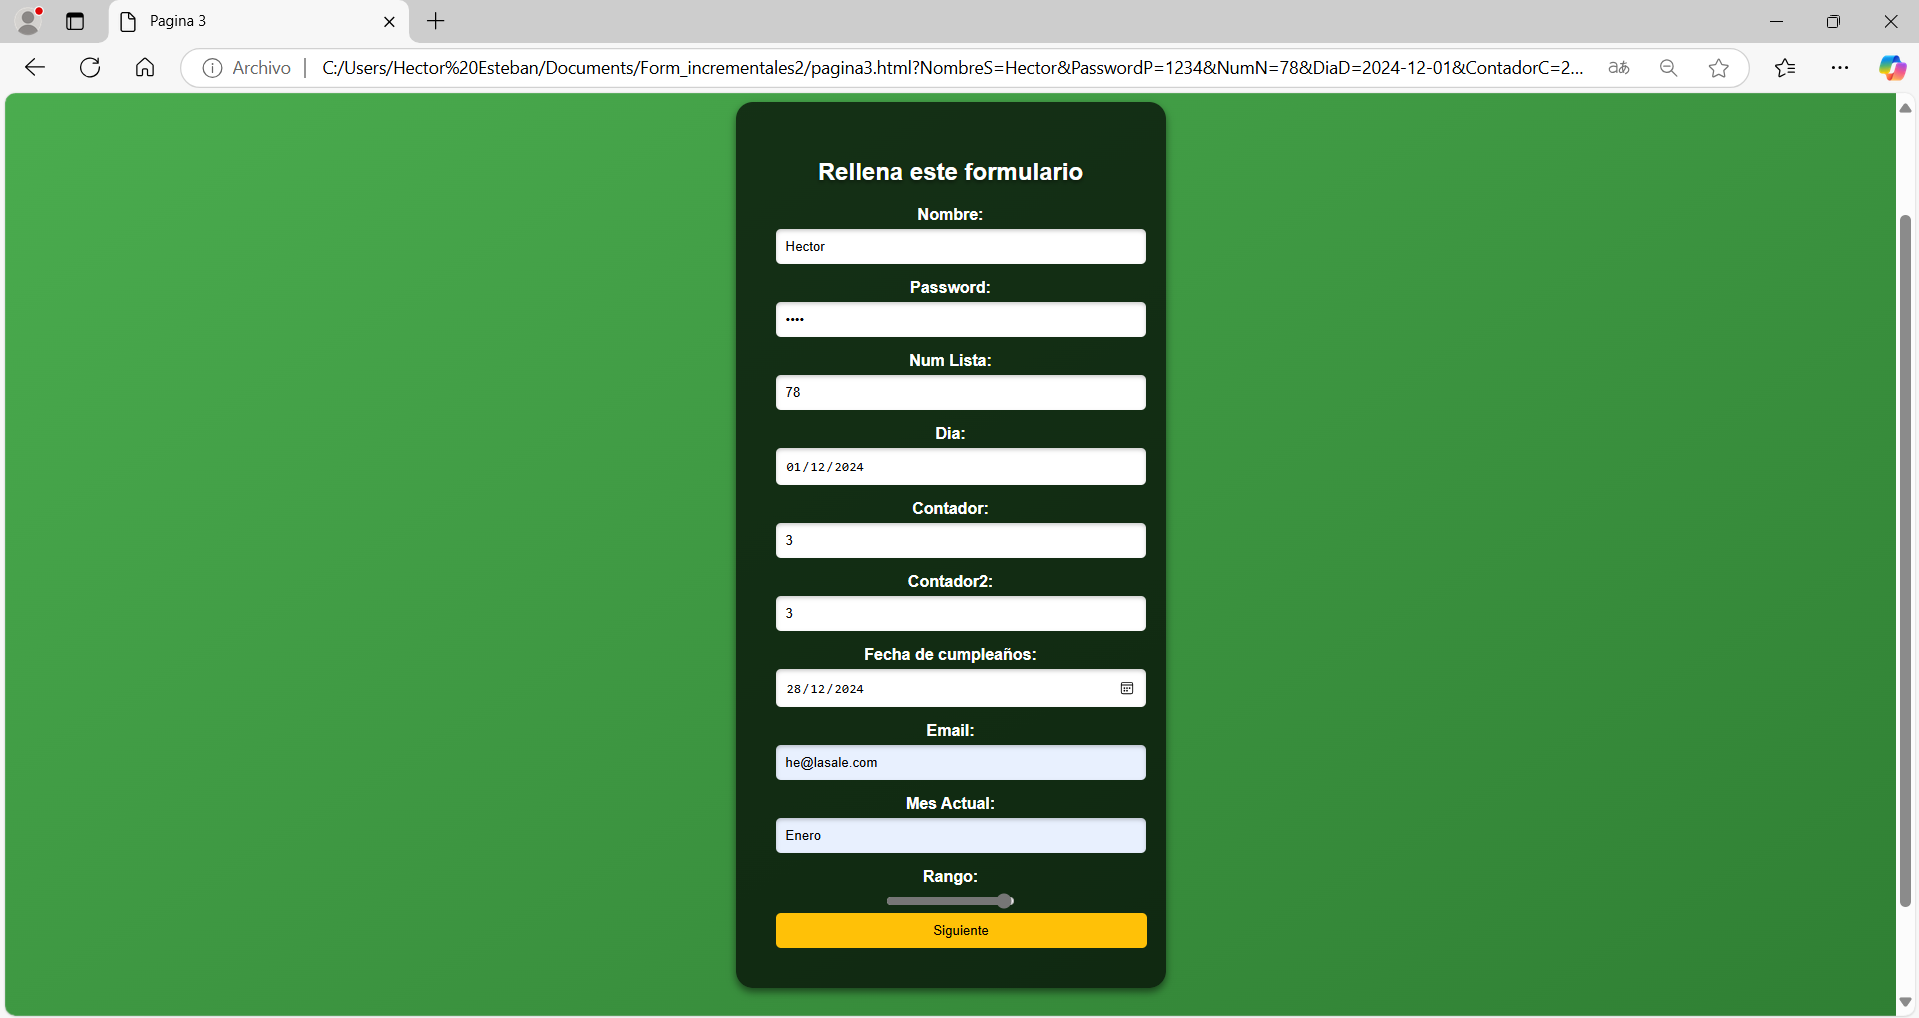 Pagina 3
Archivo
C:/Users/Hector%20Esteban/Documents/Form_incrementales2/pagina3.html?NombreS=Hector&PasswordP=1234&NumN=78&DiaD=2024-12-01&ContadorC=2...
aあ
Rellena este formulario
Nombre:
Hector
Password:
••••
Num Lista:
78
Dia:
01/12/2024
Contador:
3
Contador2:
3
Fecha de cumpleaños:
28/12/2024
Email:
he@lasale.com
Mes Actual:
Enero
Rango:
Siguiente